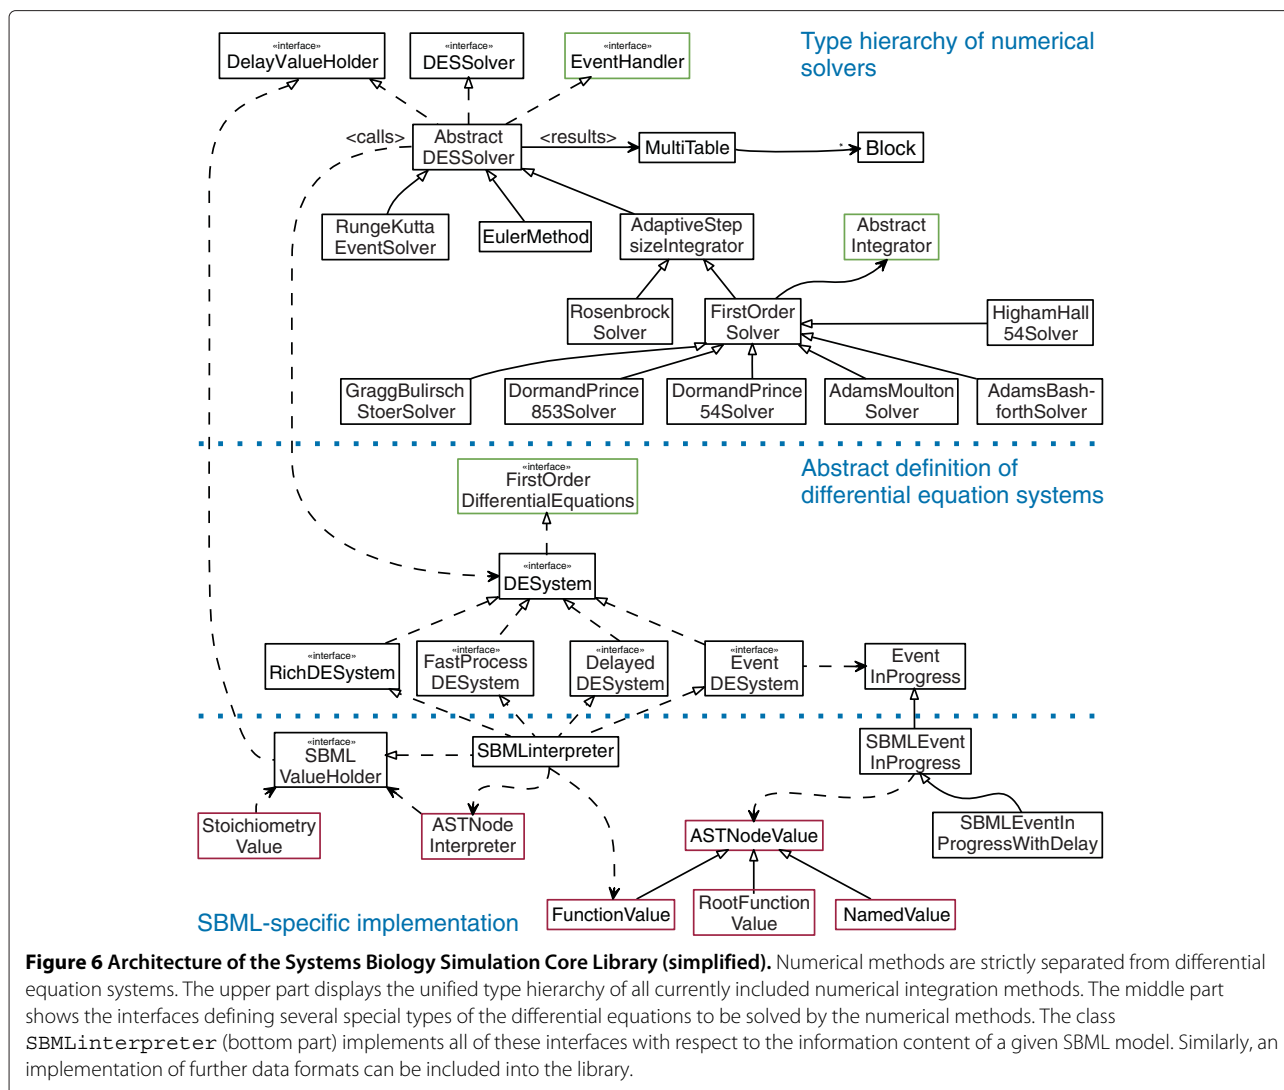 «interface»
DelayValueHolder
«interface»
DESSolver
«interface»
EventHandler
Type hierarchy of numerical
solvers
<calls>
Abstract
DESSolver
<results>
MultiTable
*
Block
RungeKutta
EventSolver
EulerMethod
AdaptiveStep
sizeIntegrator
Abstract
Integrator
Rosenbrock
Solver
FirstOrder
Solver
HighamHall
54Solver
GraggBulirsch
StoerSolver
DormandPrince
853Solver
DormandPrince
54Solver
AdamsMoulton
Solver
AdamsBash-
forthSolver
Abstract definition of
differential equation systems
«interface»
FirstOrder
DifferentialEquations
«interface»
DESystem
«interface»
RichDESystem
«interface»
FastProcess
DESystem
«interface»
Delayed
DESystem
«interface»
Event
DESystem
Event
InProgress
«interface»
SBML
ValueHolder
SBMLinterpreter
SBMLEvent
InProgress
Stoichiometry
Value
ASTNode
Interpreter
ASTNodeValue
SBMLEventIn
ProgressWithDelay
FunctionValue
RootFunction
Value
NamedValue
SBML-specific implementation
Figure 6 Architecture of the Systems Biology Simulation Core Library (simplified). Numerical methods are strictly separated from differential
equation systems. The upper part displays the unified type hierarchy of all currently included numerical integration methods. The middle part
shows the interfaces defining several special types of the differential equations to be solved by the numerical methods. The class
SBMLinterpreter (bottom part) implements all of these interfaces with respect to the information content of a given SBML model. Similarly, an
implementation of further data formats can be included into the library.